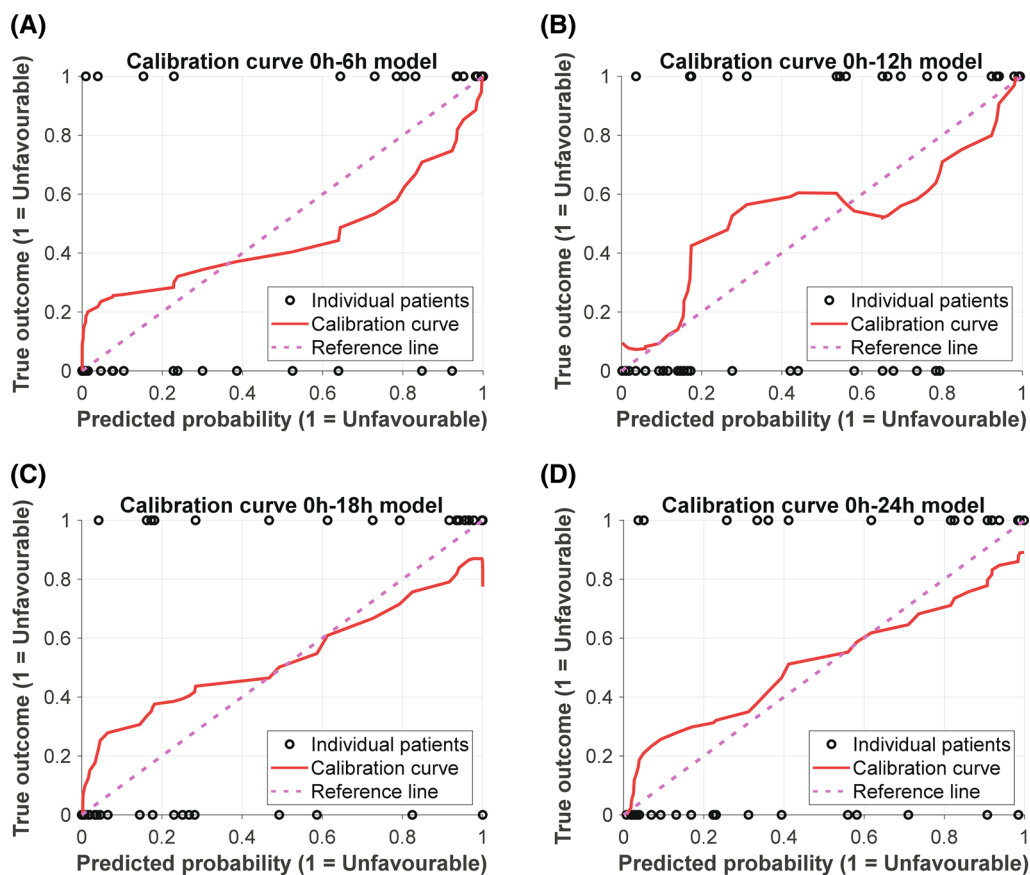 (A)
Calibration curve 0h-6h model
True outcome (1 = Unfavourable)
1
0.8
0.6
0.4
0.2
0
Individual patients
Calibration curve
Reference line
0 0.2 0.4 0.6 0.8 1
Predicted probability (1 = Unfavourable)
(B)
Calibration curve 0h-12h model
True outcome (1 = Unfavourable)
1
0.8
0.6
0.4
0.2
0
Individual patients
Calibration curve
Reference line
0 0.2 0.4 0.6 0.8 1
Predicted probability (1 = Unfavourable)
(C)
Calibration curve 0h-18h model
True outcome (1 = Unfavourable)
1
0.8
0.6
0.4
0.2
0
Individual patients
Calibration curve
Reference line
0 0.2 0.4 0.6 0.8 1
Predicted probability (1 = Unfavourable)
(D)
Calibration curve 0h-24h model
True outcome (1 = Unfavourable)
1
0.8
0.6
0.4
0.2
0
Individual patients
Calibration curve
Reference line
0 0.2 0.4 0.6 0.8 1
Predicted probability (1 = Unfavourable)